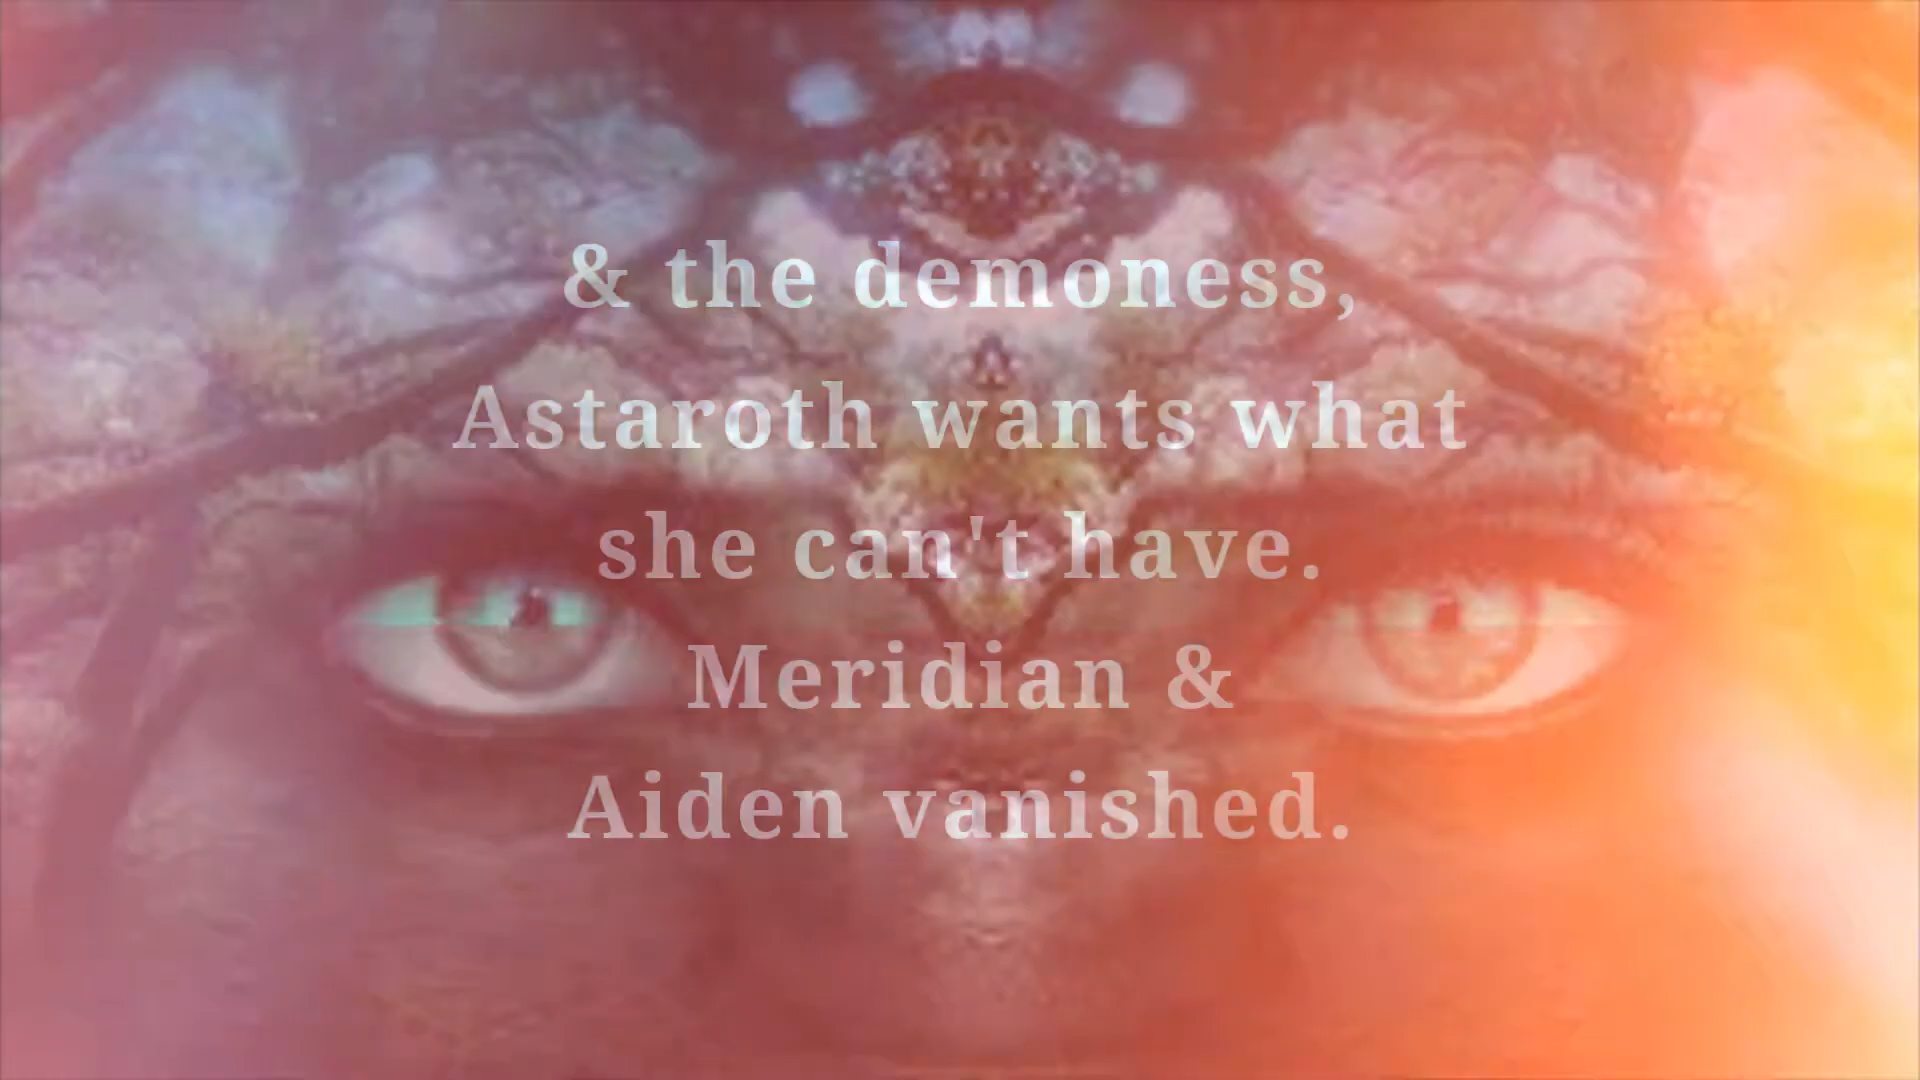 & the demoness,
Astaroth wants what
she can't have.
Meridian &
Aiden vanished.